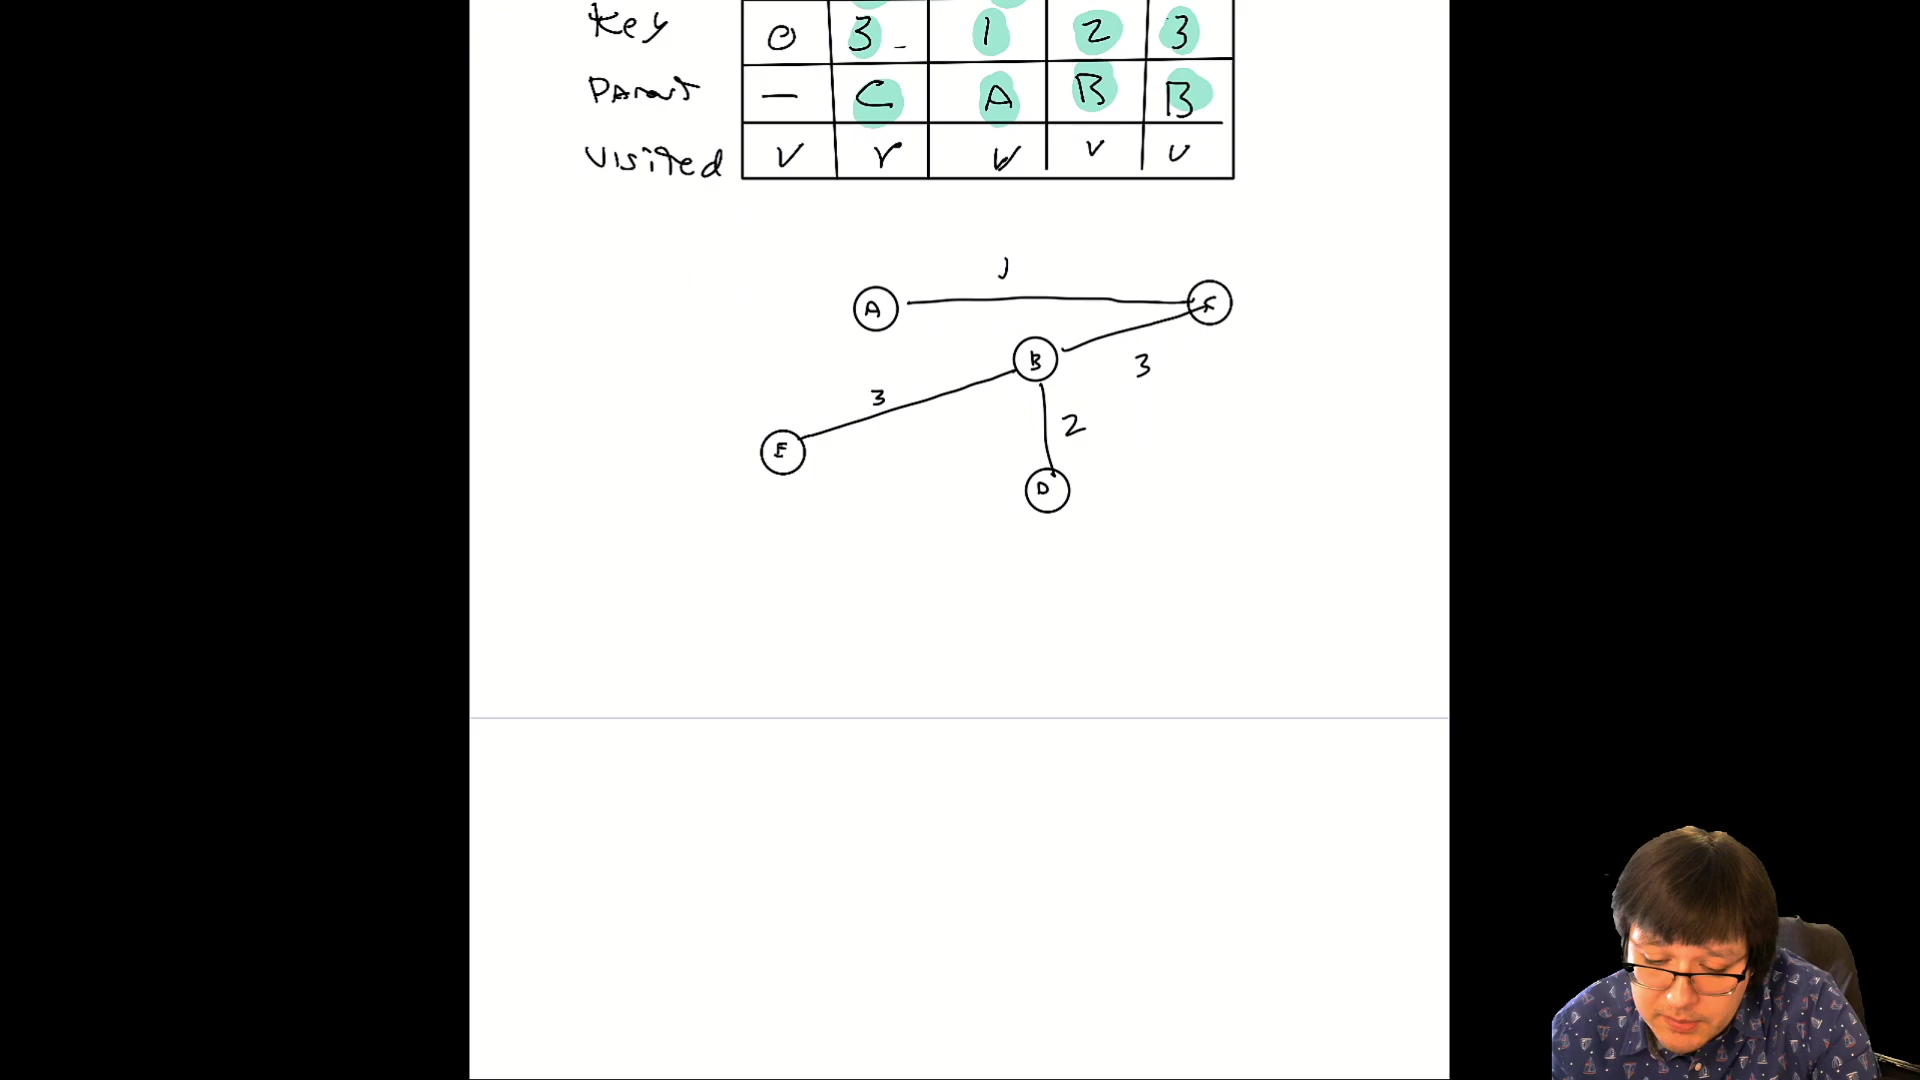 Key 0 3 1 2 3
Parent — C A B B
Visited v v v v v
1
A C
B
3
3
2
E
D